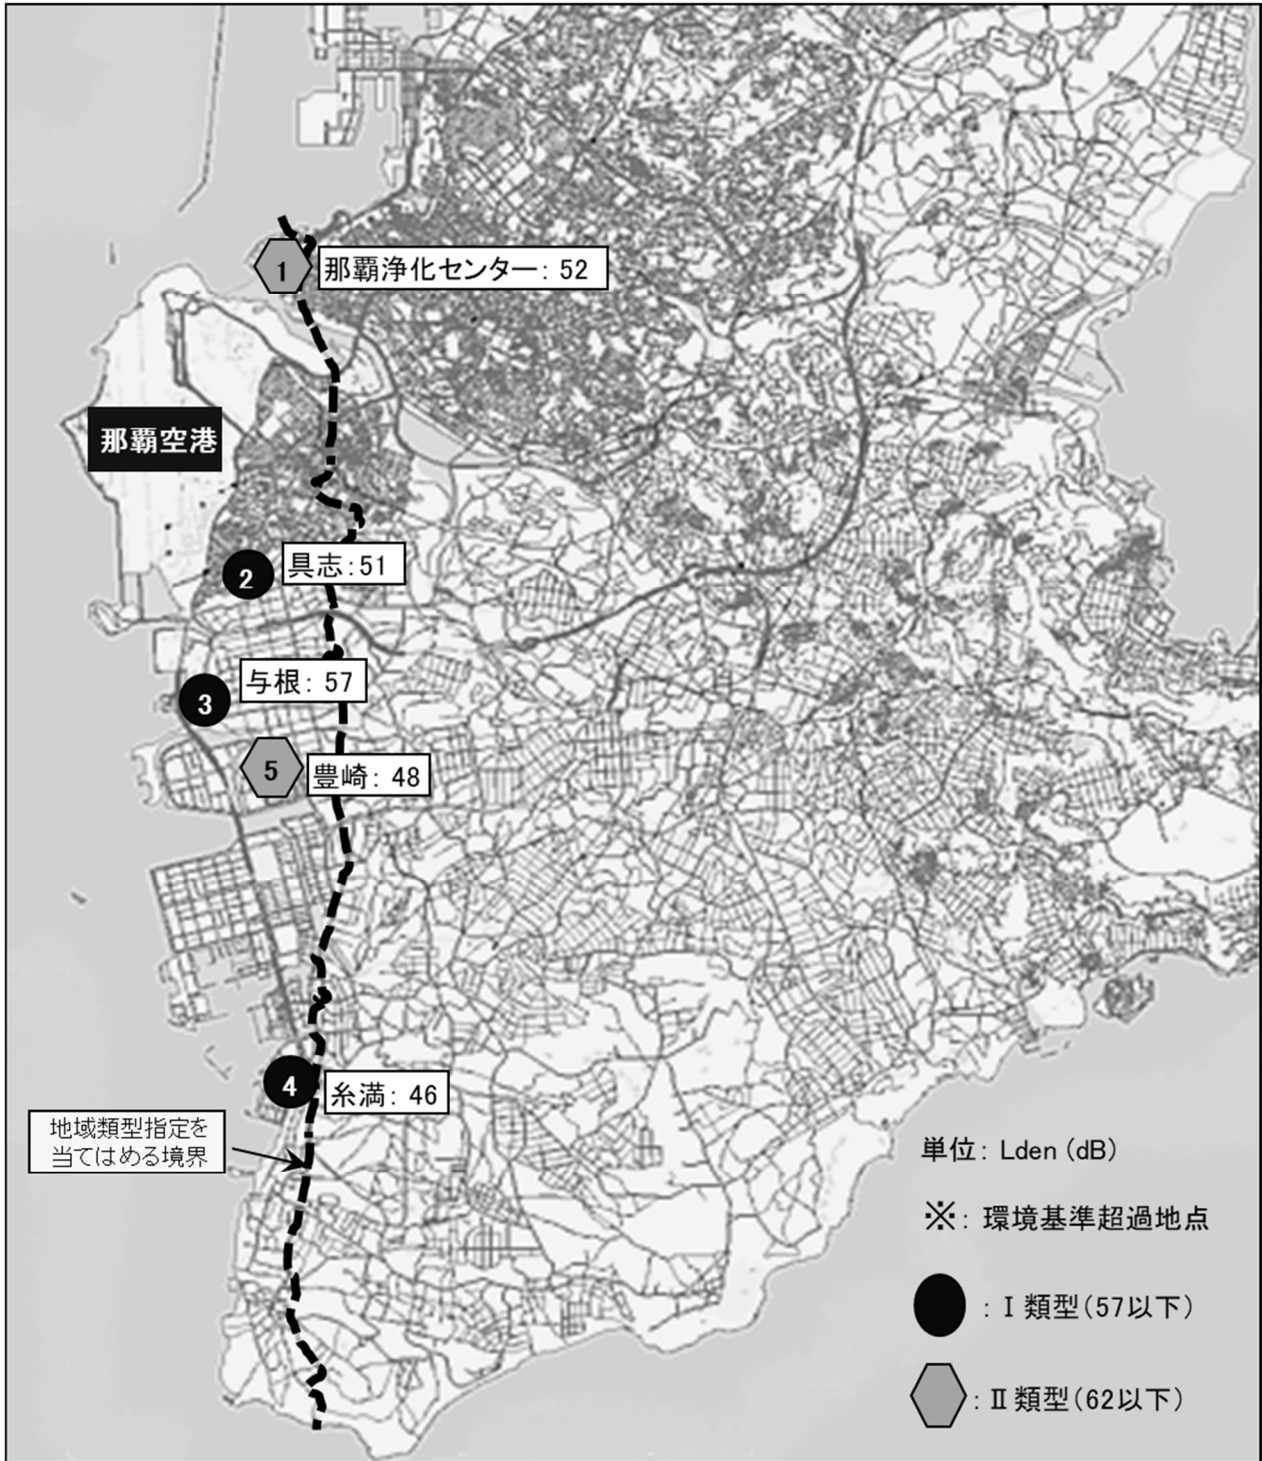 1
那覇浄化センター: 52
那覇空港
2
具志:51
与根: 57
3
5
豊崎: 48
4
糸満: 46
地域類型指定を
当てはめる境界
単位: Lden (dB)
※: 環境基準超過地点
: Ⅰ類型(57以下)
: Ⅱ類型(62以下)